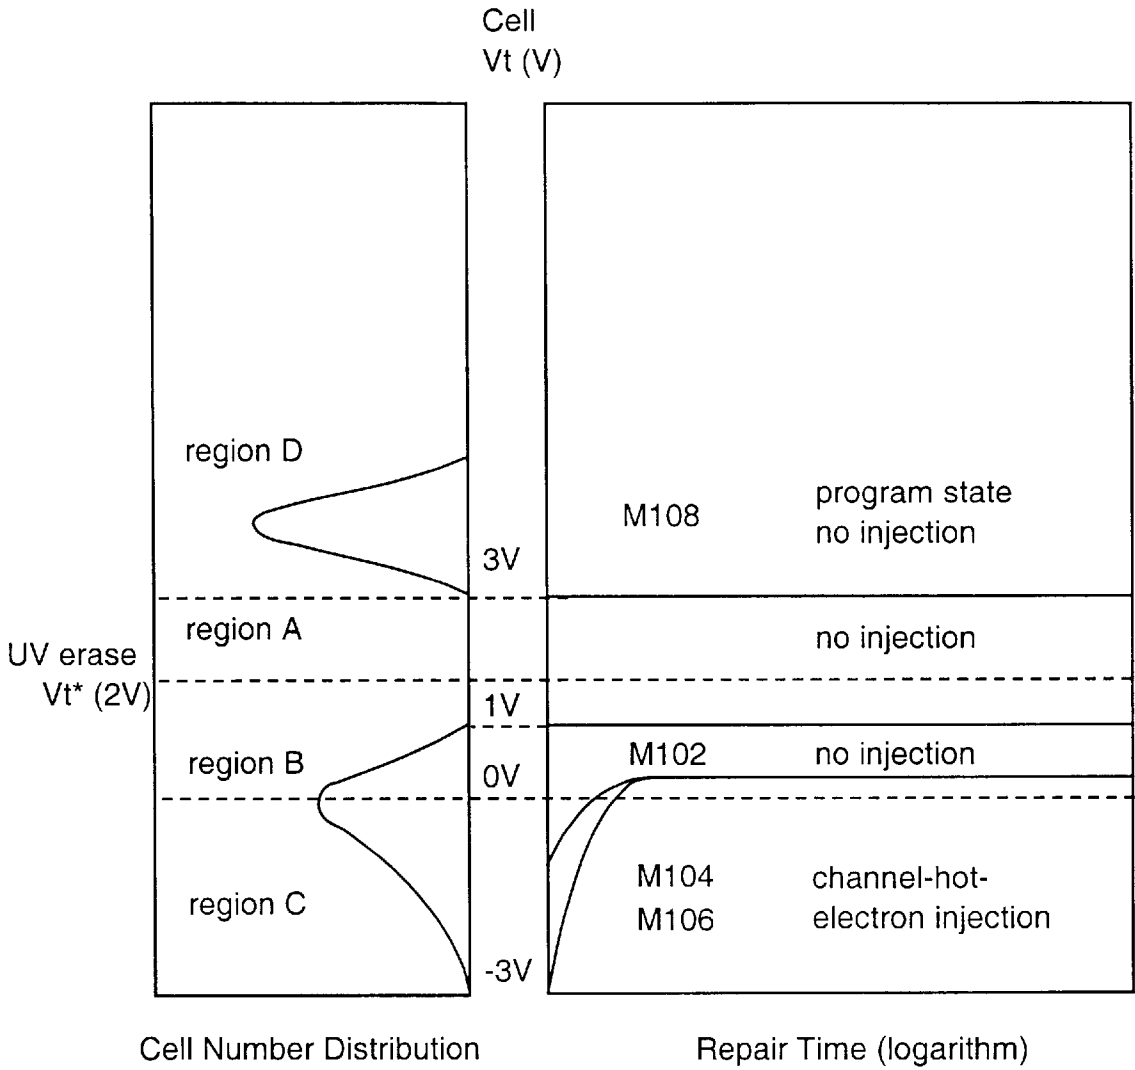 Cell
Vt (V)
region D
M108
program state
no injection
3V
region A
no injection
UV erase
Vt* (2V)
1V
region B
M102
no injection
0V
region C
M104
channel-hot-
M106
electron injection
-3V
Cell Number Distribution
Repair Time (logarithm)